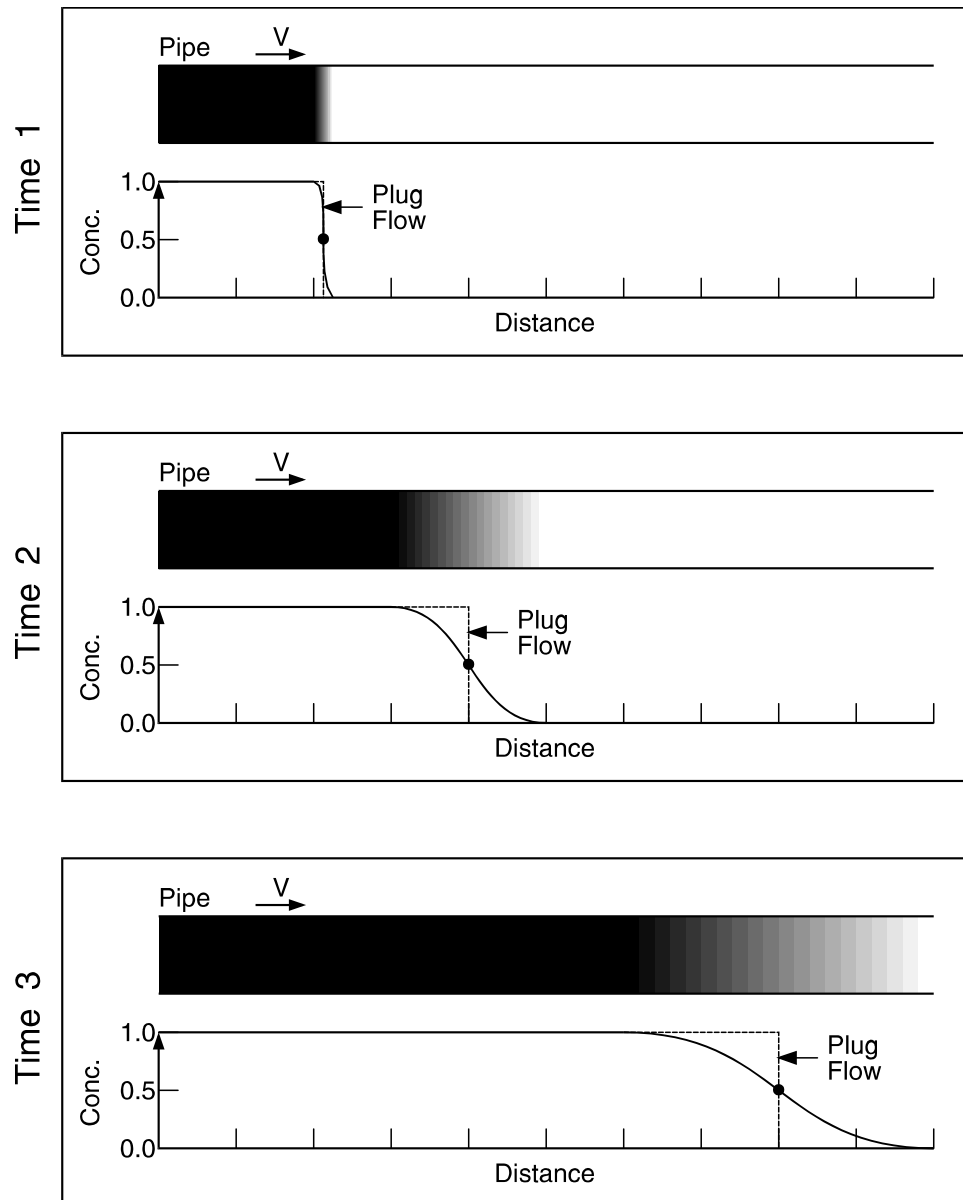 Time 1
Pipe
V
1.0
0.5
0.0
Conc.
Plug
Flow
Distance
Time 2
Pipe
V
1.0
0.5
0.0
Conc.
Plug
Flow
Distance
Time 3
Pipe
V
1.0
0.5
0.0
Conc.
Plug
Flow
Distance